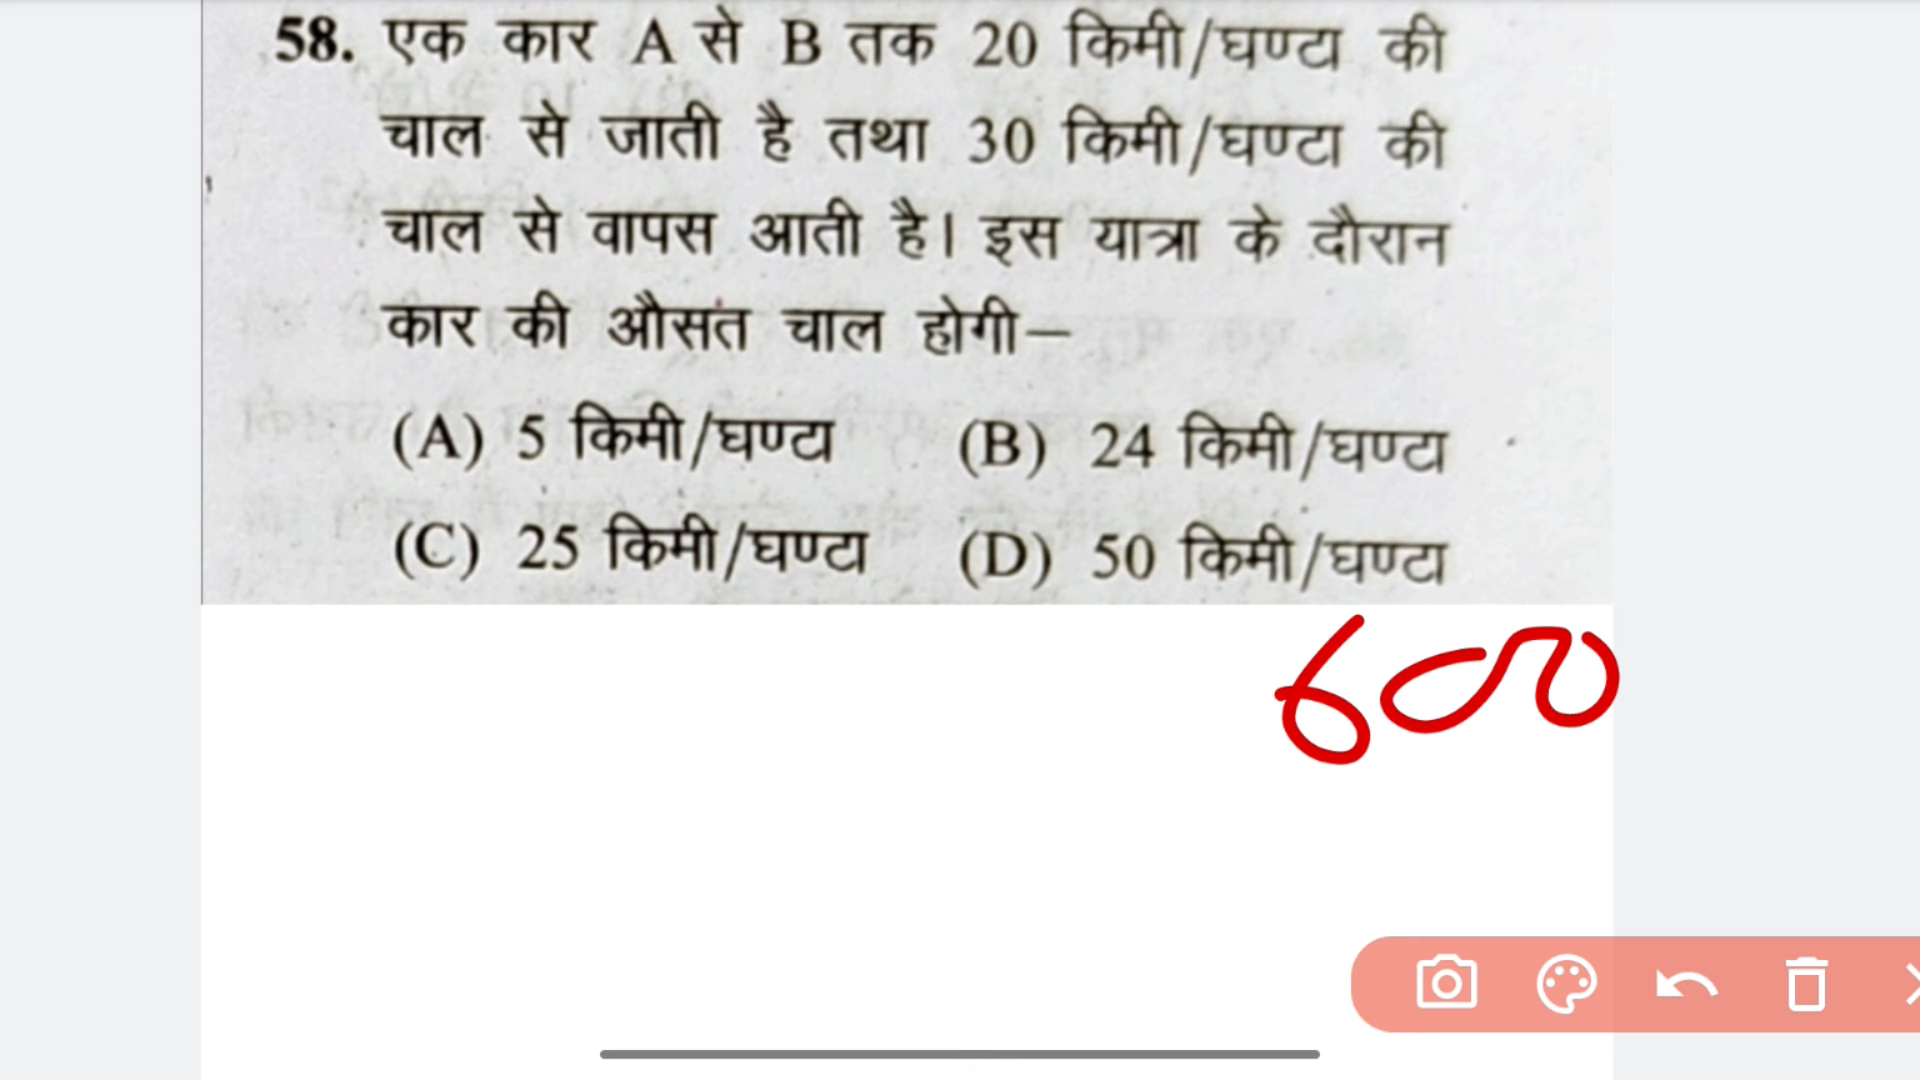 58. एक कार A से B तक 20 किमी/घण्टा की
चाल से जाती है तथा 30 किमी/घण्टा की
चाल से वापस आती है। इस यात्रा के दौरान
कार की औसत चाल होगी–
(A) 5 किमी/घण्टा (B) 24 किमी/घण्टा
(C) 25 किमी/घण्टा (D) 50 किमी/घण्टा
600